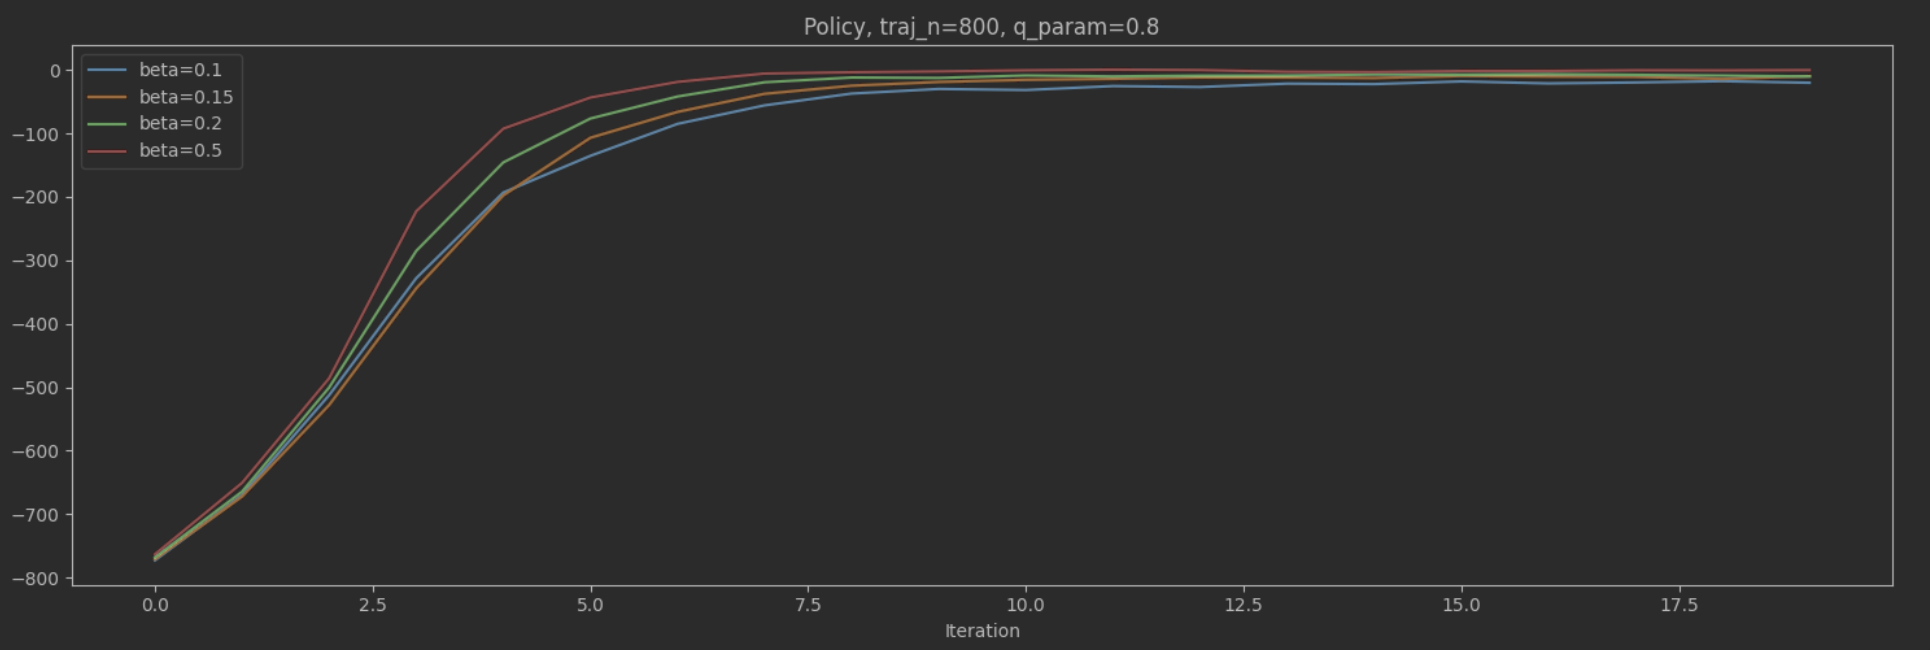 Policy, traj_n=800, q_param=0.8
beta=0.1
beta=0.15
beta=0.2
beta=0.5
0
−100
−200
−300
−400
−500
−600
−700
−800
0.0 2.5 5.0 7.5 10.0 12.5 15.0 17.5
Iteration